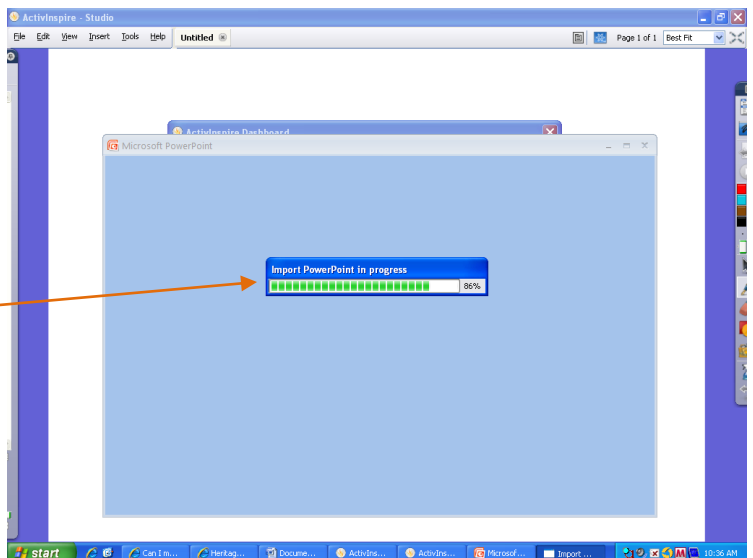 ActivInspire - Studio
File Edit View Insert Tools Help Untitled Page 1 of 1 Best Fit
ActivInspire Dashboard
Microsoft PowerPoint
Import PowerPoint in progress
86%
start Can I m... Heritag... Docume... ActivIns... ActivIns... Microsof... Import ... 10:36 AM